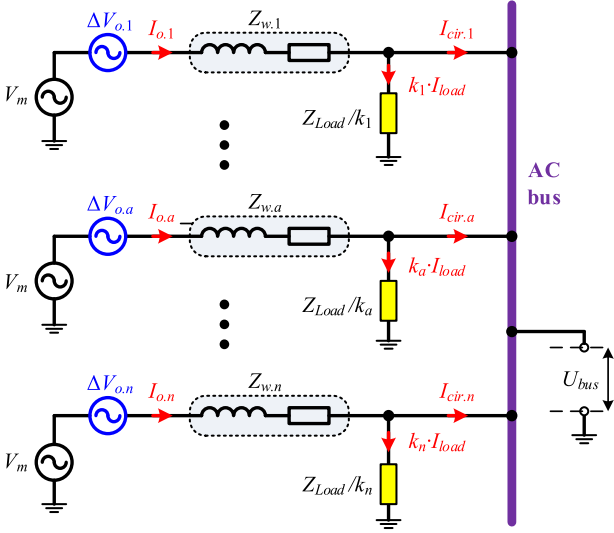 ΔV_{o.1} I_{o.1} Z_{w.1} I_{cir.1}
V_m k_1·I_{load}
Z_{Load}/k_1
AC
bus
ΔV_{o.a} I_{o.a} Z_{w.a} I_{cir.a}
V_m k_a·I_{load}
Z_{Load}/k_a
U_{bus}
ΔV_{o.n} I_{o.n} Z_{w.n} I_{cir.n}
V_m k_n·I_{load}
Z_{Load}/k_n